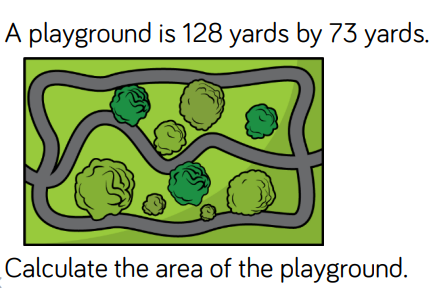 A playground is 128 yards by 73 yards.
Calculate the area of the playground.